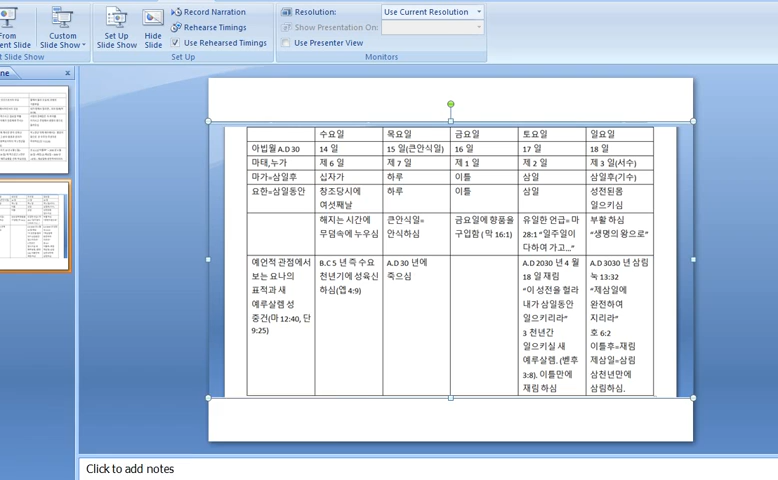 From
Current Slide
Custom
Slide Show
t Slide Show
Set Up
Slide Show
Hide
Slide
Record Narration
Rehearse Timings
Use Rehearsed Timings
Set Up
Resolution:
Use Current Resolution
Show Presentation On:
Use Presenter View
Monitors
수요일 목요일 금요일 토요일 일요일
아빕월 A.D 30 14 일 15 일(큰안식일) 16 일 17 일 18 일
마태,누가 제 6 일 제 7 일 제 1 일 제 2 일 제 3 일(서수)
마가=삼일후 십자가 하루 이틀 삼일 삼일후(기수)
요한=삼일동안 창조당시에 하루 이틀 삼일 성전된몸
여섯째날 일으키심
해지는 시간에 큰안식일= 금요일에 향품을 유일한 언급= 마 부활 하심
무덤속에 누우심 안식하심 구입함 ( 막 16:1) 28:1 “일주일이 “생명의 왕으로”
다하여 가고...”
예언적 관점에서
보는 요나의
표적과 새
예루살렘 성
중건(마 12:40, 단
9:25)
B.C 5 년 즉 수요
천년기에 성육신
하심(엡 4:9)
A.D 30 년에
죽으심
A.D 2030 년 4 월
18 일 재림
“이 성전을 헐라
내가 삼일동안
일으키리라”
3 천년간
일으키실 새
예루살렘. (벧후
3:8). 이틀만에
재림 하심
A.D 3030 년 삼림
눅 13:32
“제삼일에
완전하여
지리라”
호 6:2
이틀후=재림
제삼일=삼림
삼천년만에
삼림하심.
Click to add notes